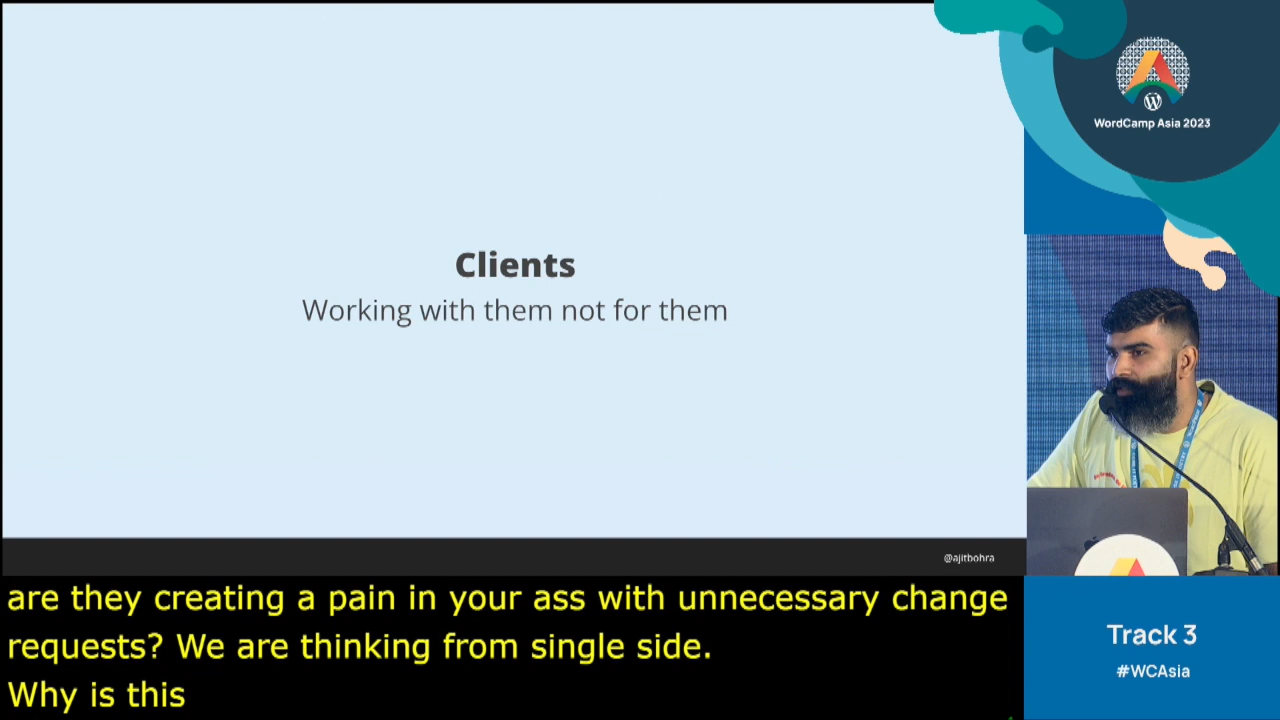 WordCamp Asia 2023
Clients
Working with them not for them
@ajitbohra
are they creating a pain in your ass with unnecessary change
requests? We are thinking from single side.
Why is this
Track 3
#WCAsia